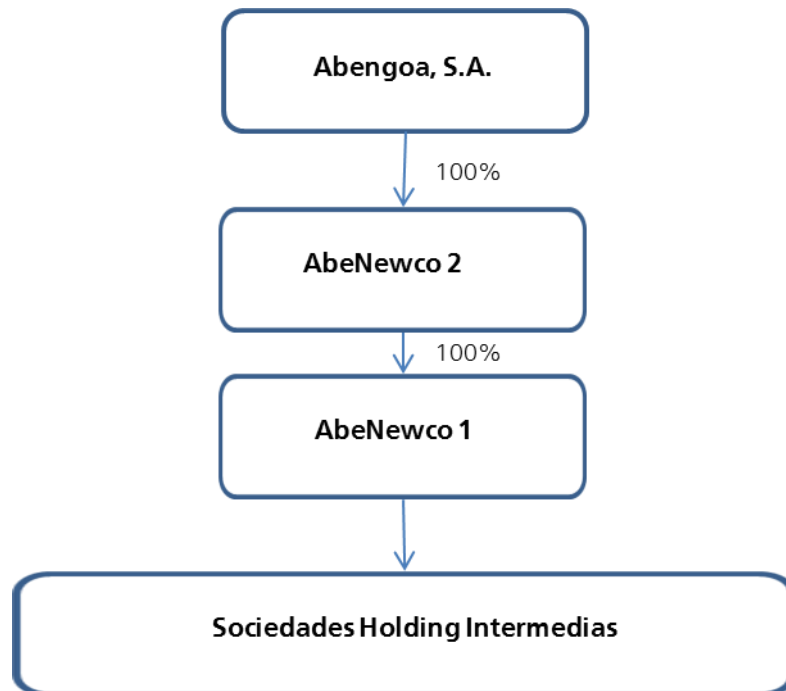 Abengoa, S.A.
100%
AbeNewco 2
100%
AbeNewco 1
Sociedades Holding Intermedias